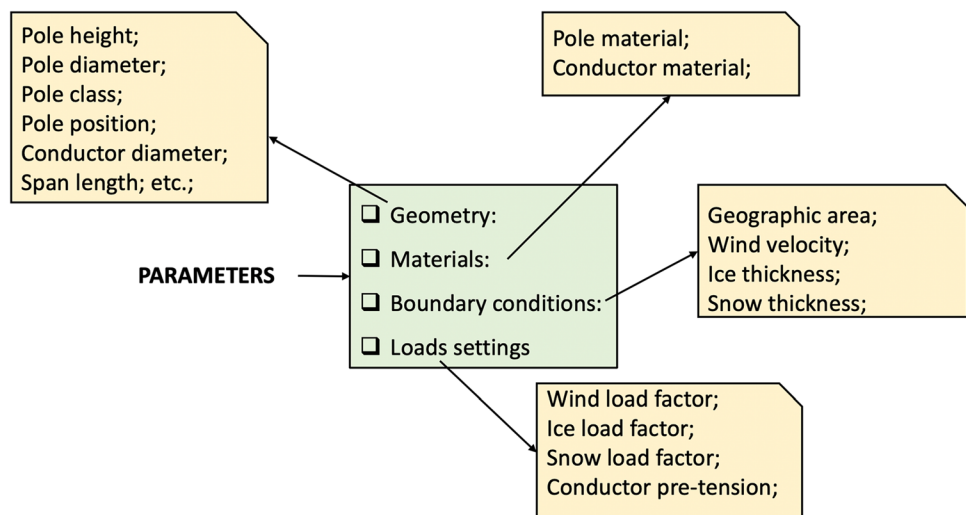 Pole height;
Pole diameter;
Pole class;
Pole position;
Conductor diameter;
Span length; etc.;
Pole material;
Conductor material;
PARAMETERS
Geometry:
Materials:
Boundary conditions:
Loads settings
Geographic area;
Wind velocity;
Ice thickness;
Snow thickness;
Wind load factor;
Ice load factor;
Snow load factor;
Conductor pre-tension;